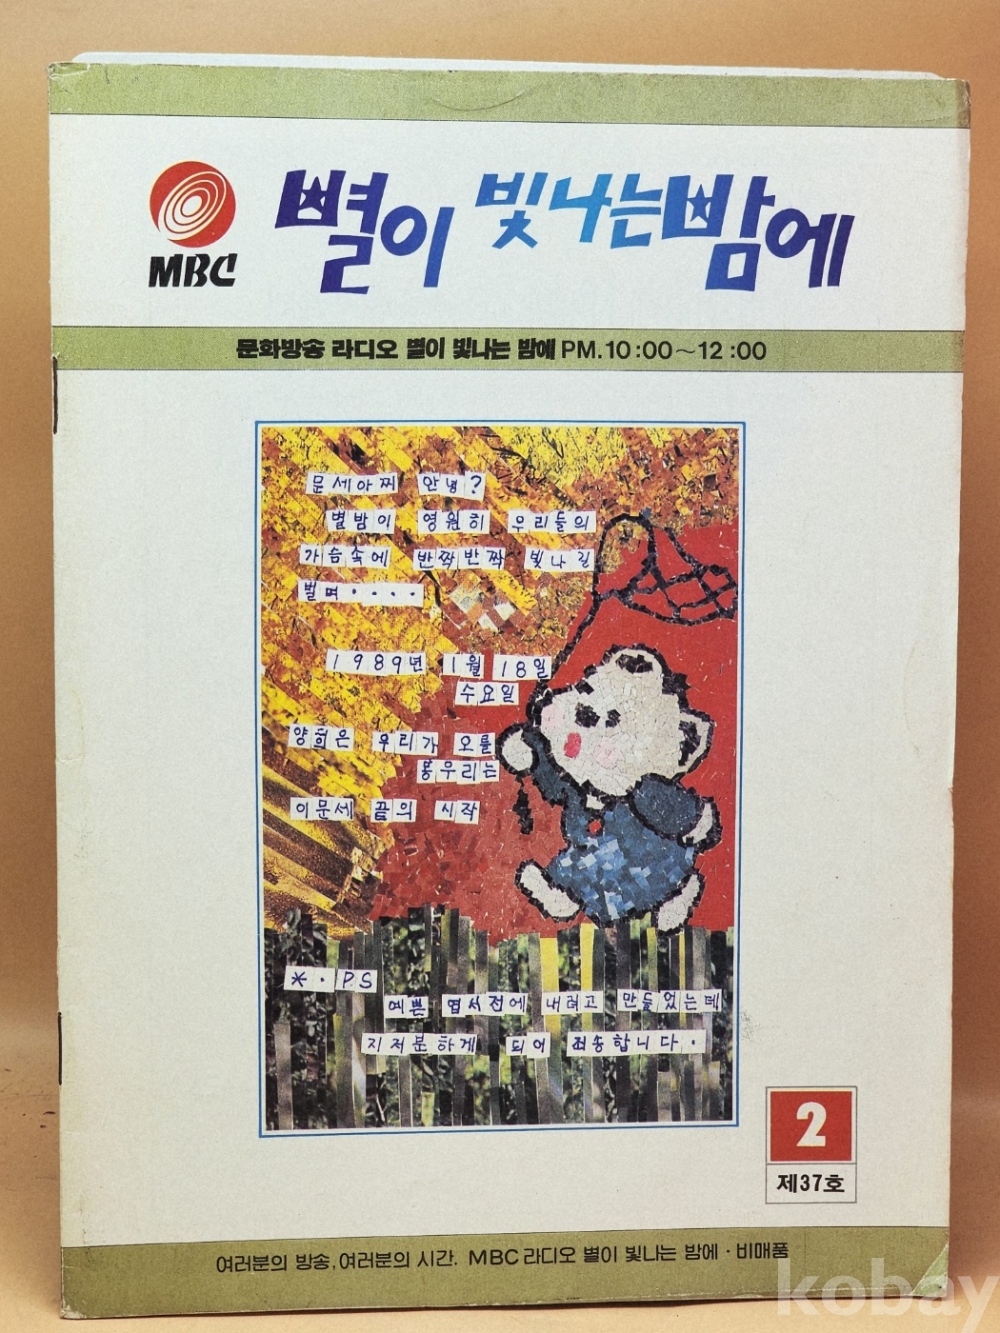 MBC
별이 빛나는 밤에
문화방송 라디오 별이 빛나는 밤에 PM.10:00~12:00
문세아찌 안녕?
별밤이 영원히 우리들의
가슴속에 반짝반짝 빛나길
빌며····
1989년 1월 18일
수요일
양희은 우리가 오를
봉우리는
이문세 끝의 시작
*·PS
예쁜 엽서전에 내려고 만들었는데
지저분하게 되어 죄송합니다.
2
제37호
여러분의 방송, 여러분의 시간. MBC 라디오 별이 빛나는 밤에·비매품
kobay